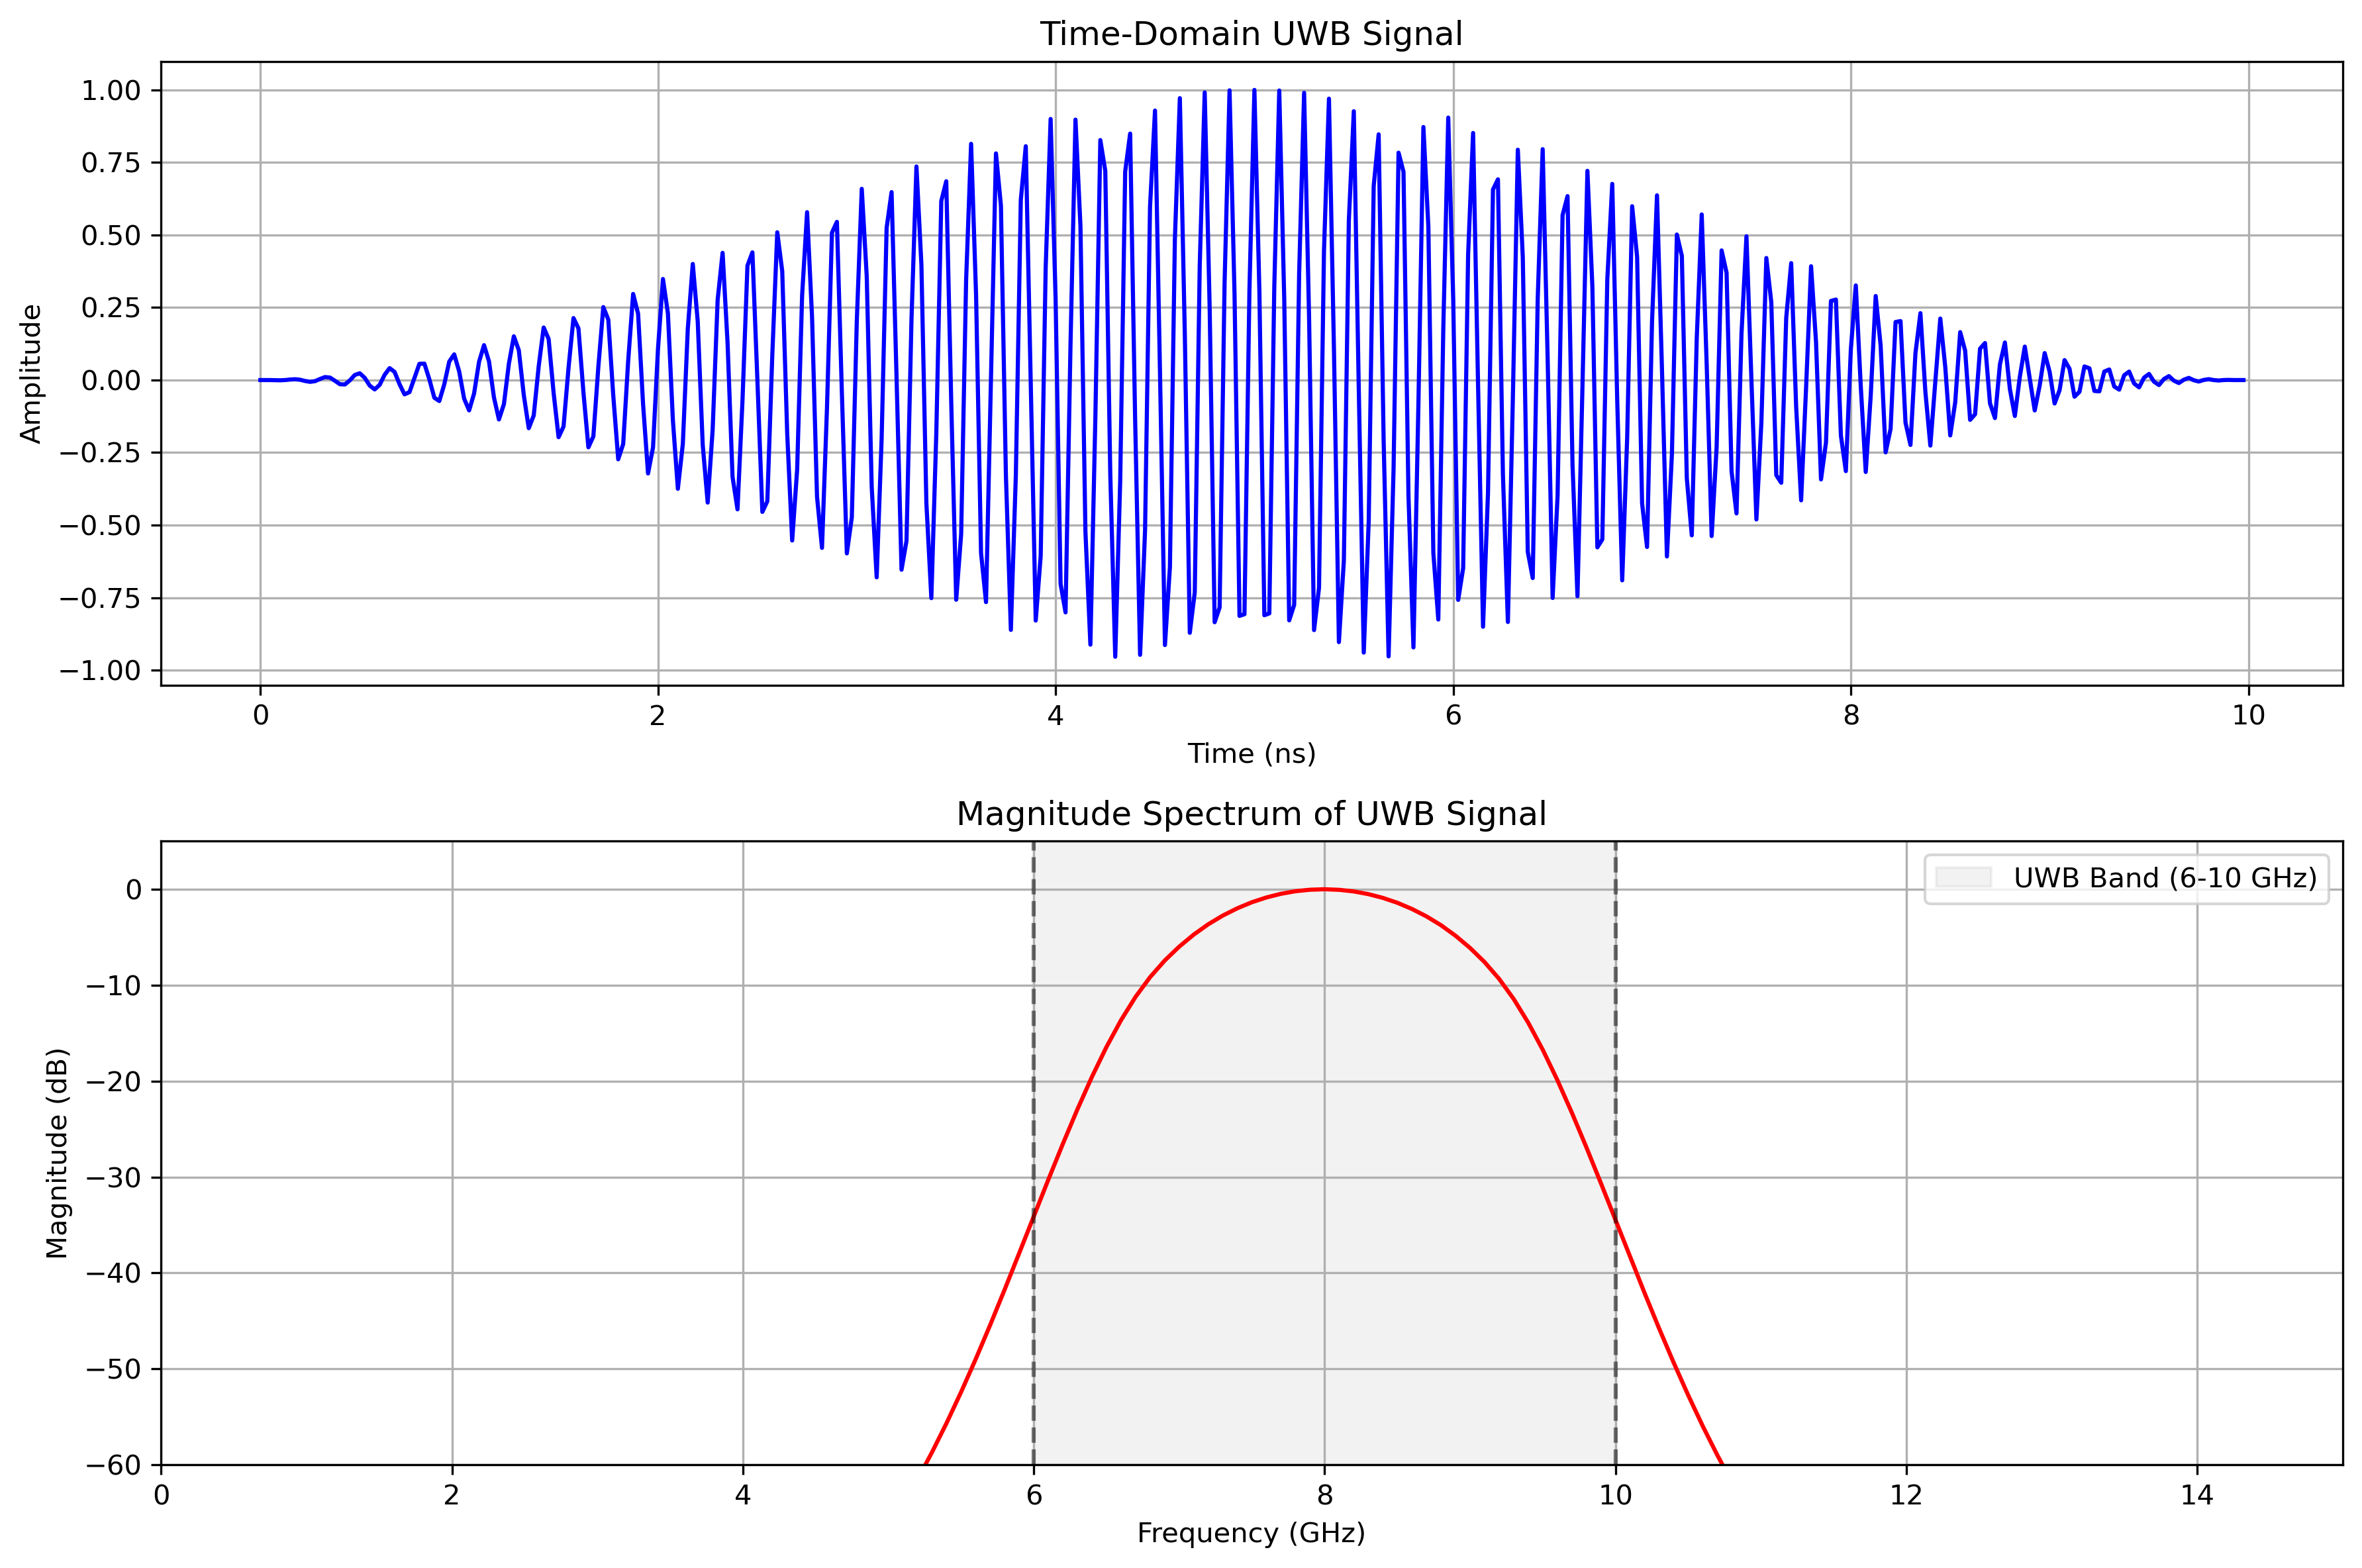 Time-Domain UWB Signal
1.00
0.75
0.50
0.25
0.00
−0.25
−0.50
−0.75
−1.00
Amplitude
0 2 4 6 8 10
Time (ns)
Magnitude Spectrum of UWB Signal
UWB Band (6-10 GHz)
0
−10
−20
−30
−40
−50
−60
Magnitude (dB)
0 2 4 6 8 10 12 14
Frequency (GHz)